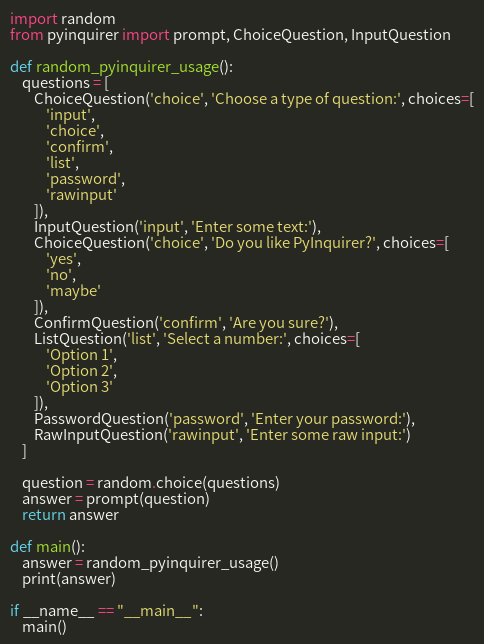 import random
from pyinquirer import prompt, ChoiceQuestion, InputQuestion

def random_pyinquirer_usage():
    questions = [
        ChoiceQuestion('choice', 'Choose a type of question:', choices=[
            'input',
            'choice',
            'confirm',
            'list',
            'password',
            'rawinput'
        ]),
        InputQuestion('input', 'Enter some text:'),
        ChoiceQuestion('choice', 'Do you like PyInquirer?', choices=[
            'yes',
            'no',
            'maybe'
        ]),
        ConfirmQuestion('confirm', 'Are you sure?'),
        ListQuestion('list', 'Select a number:', choices=[
            'Option 1',
            'Option 2',
            'Option 3'
        ]),
        PasswordQuestion('password', 'Enter your password:'),
        RawInputQuestion('rawinput', 'Enter some raw input:')
    ]

    question = random.choice(questions)
    answer = prompt(question)
    return answer

def main():
    answer = random_pyinquirer_usage()
    print(answer)

if __name__ == "__main__":
    main()